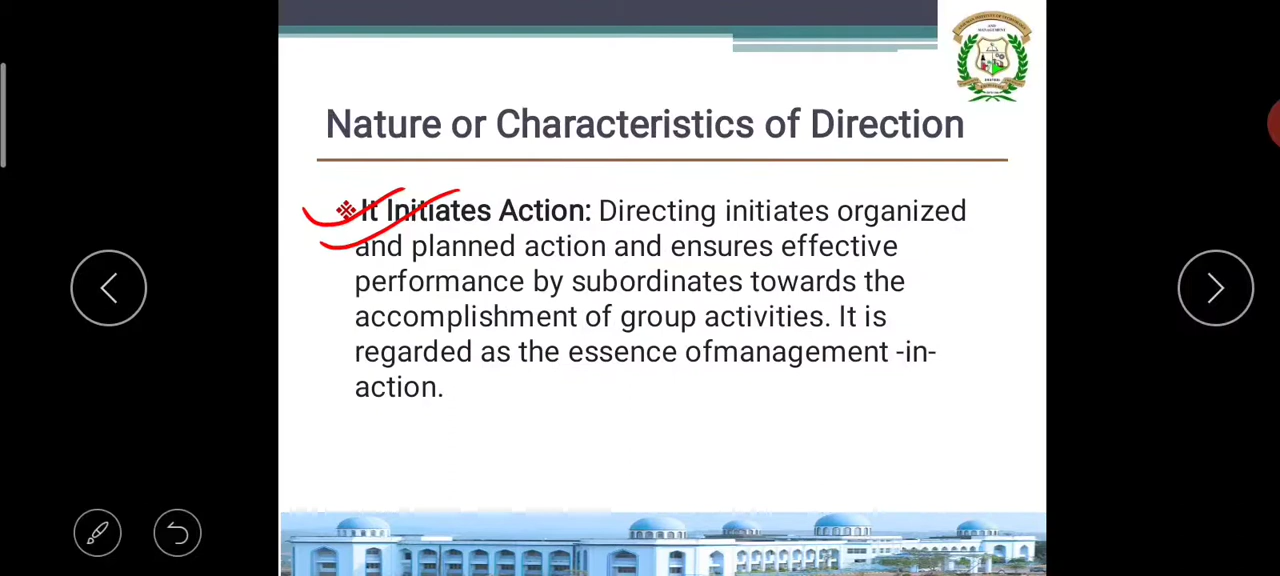 Nature or Characteristics of Direction
It Initiates Action: Directing initiates organized
and planned action and ensures effective
performance by subordinates towards the
accomplishment of group activities. It is
regarded as the essence ofmanagement -in-
action.